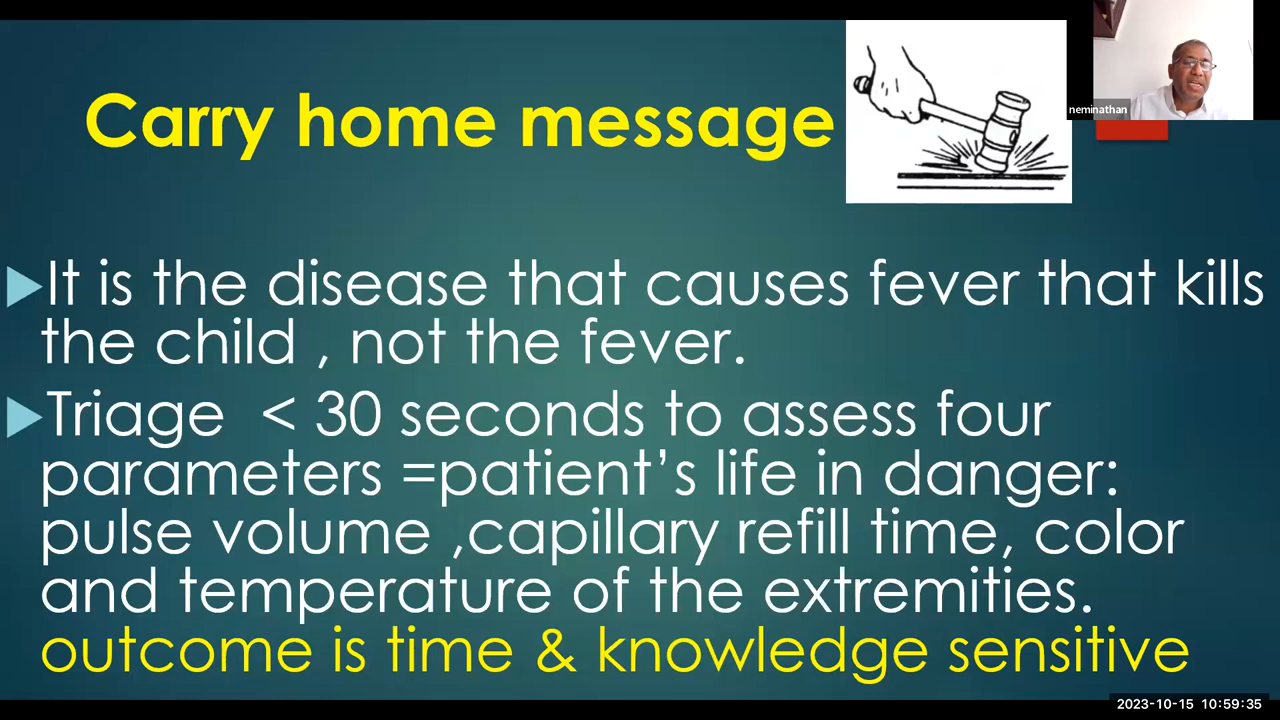 Carry home message
neminathan
It is the disease that causes fever that kills
the child , not the fever.
Triage  < 30 seconds to assess four
parameters =patient’s life in danger:
pulse volume ,capillary refill time, color
and temperature of the extremities.
outcome is time & knowledge sensitive
2023-10-15 10:59:35